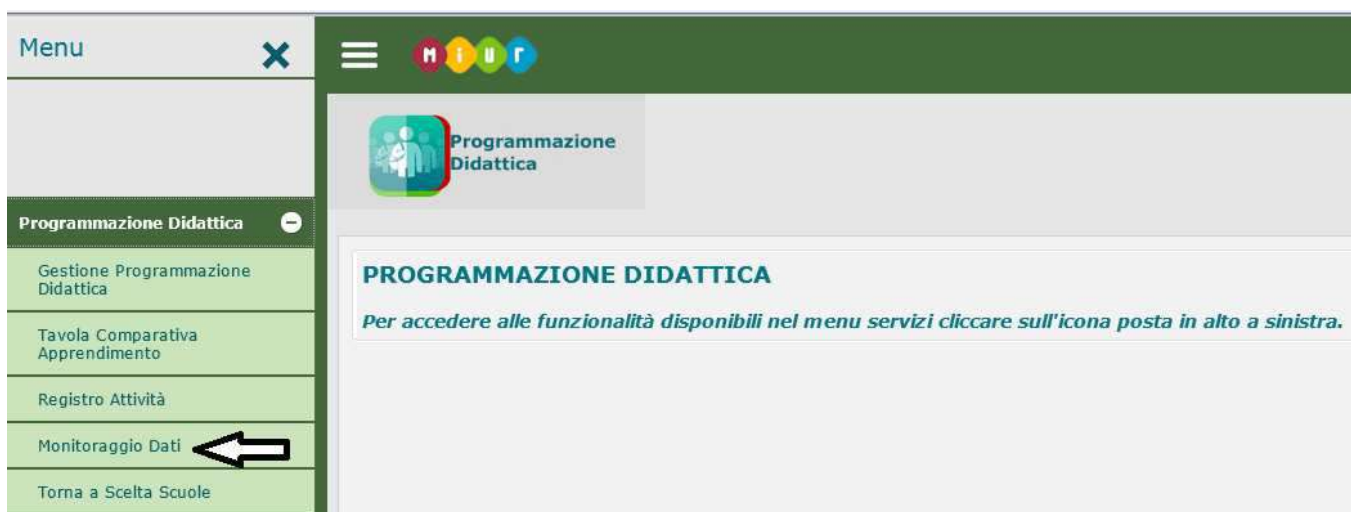 Menu
MIUR
Programmazione
Didattica
Programmazione Didattica
Gestione Programmazione
Didattica
Tavola Comparativa
Apprendimento
Registro Attività
Monitoraggio Dati
Torna a Scelta Scuole
PROGRAMMAZIONE DIDATTICA
Per accedere alle funzionalità disponibili nel menu servizi cliccare sull'icona posta in alto a sinistra.